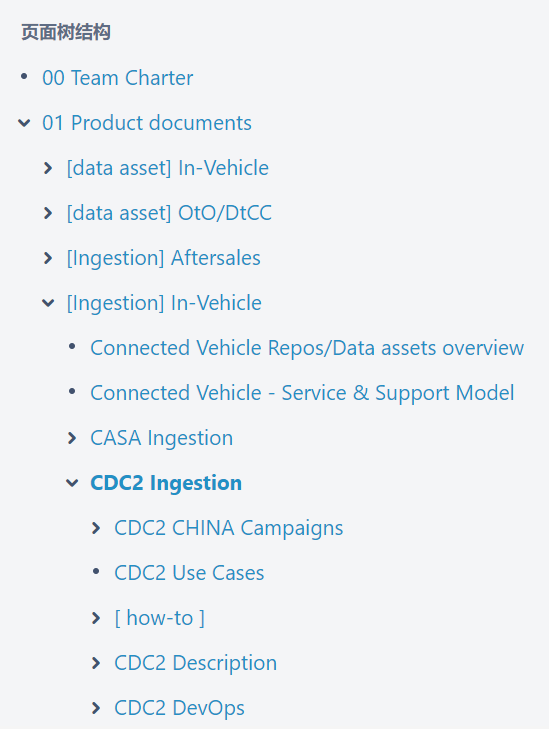 页面树结构
00 Team Charter
01 Product documents
[data asset] In-Vehicle
[data asset] OtO/DtCC
[Ingestion] Aftersales
[Ingestion] In-Vehicle
Connected Vehicle Repos/Data assets overview
Connected Vehicle - Service & Support Model
CASA Ingestion
CDC2 Ingestion
CDC2 CHINA Campaigns
CDC2 Use Cases
[ how-to ]
CDC2 Description
CDC2 DevOps